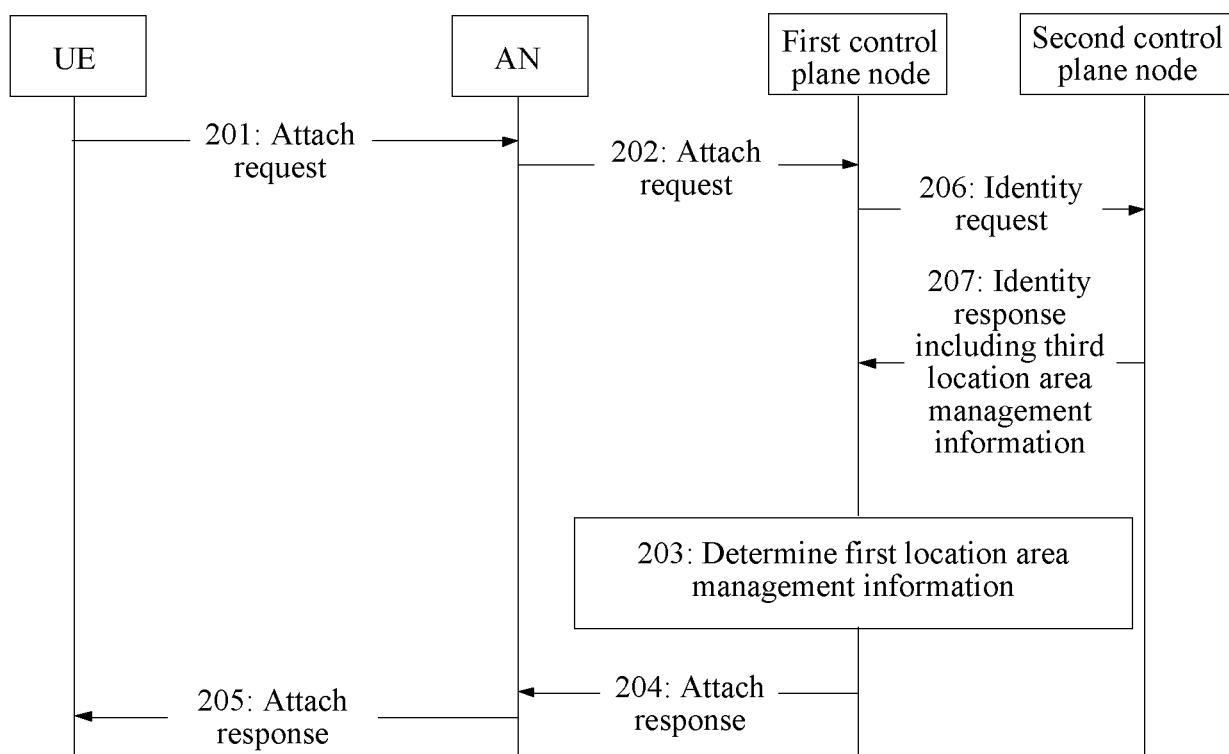 UE
AN
First control
plane node
Second control
plane node
201: Attach
request
202: Attach
request
206: Identity
request
207: Identity
response
including third
location area
management
information
203: Determine first location area
management information
204: Attach
response
205: Attach
response